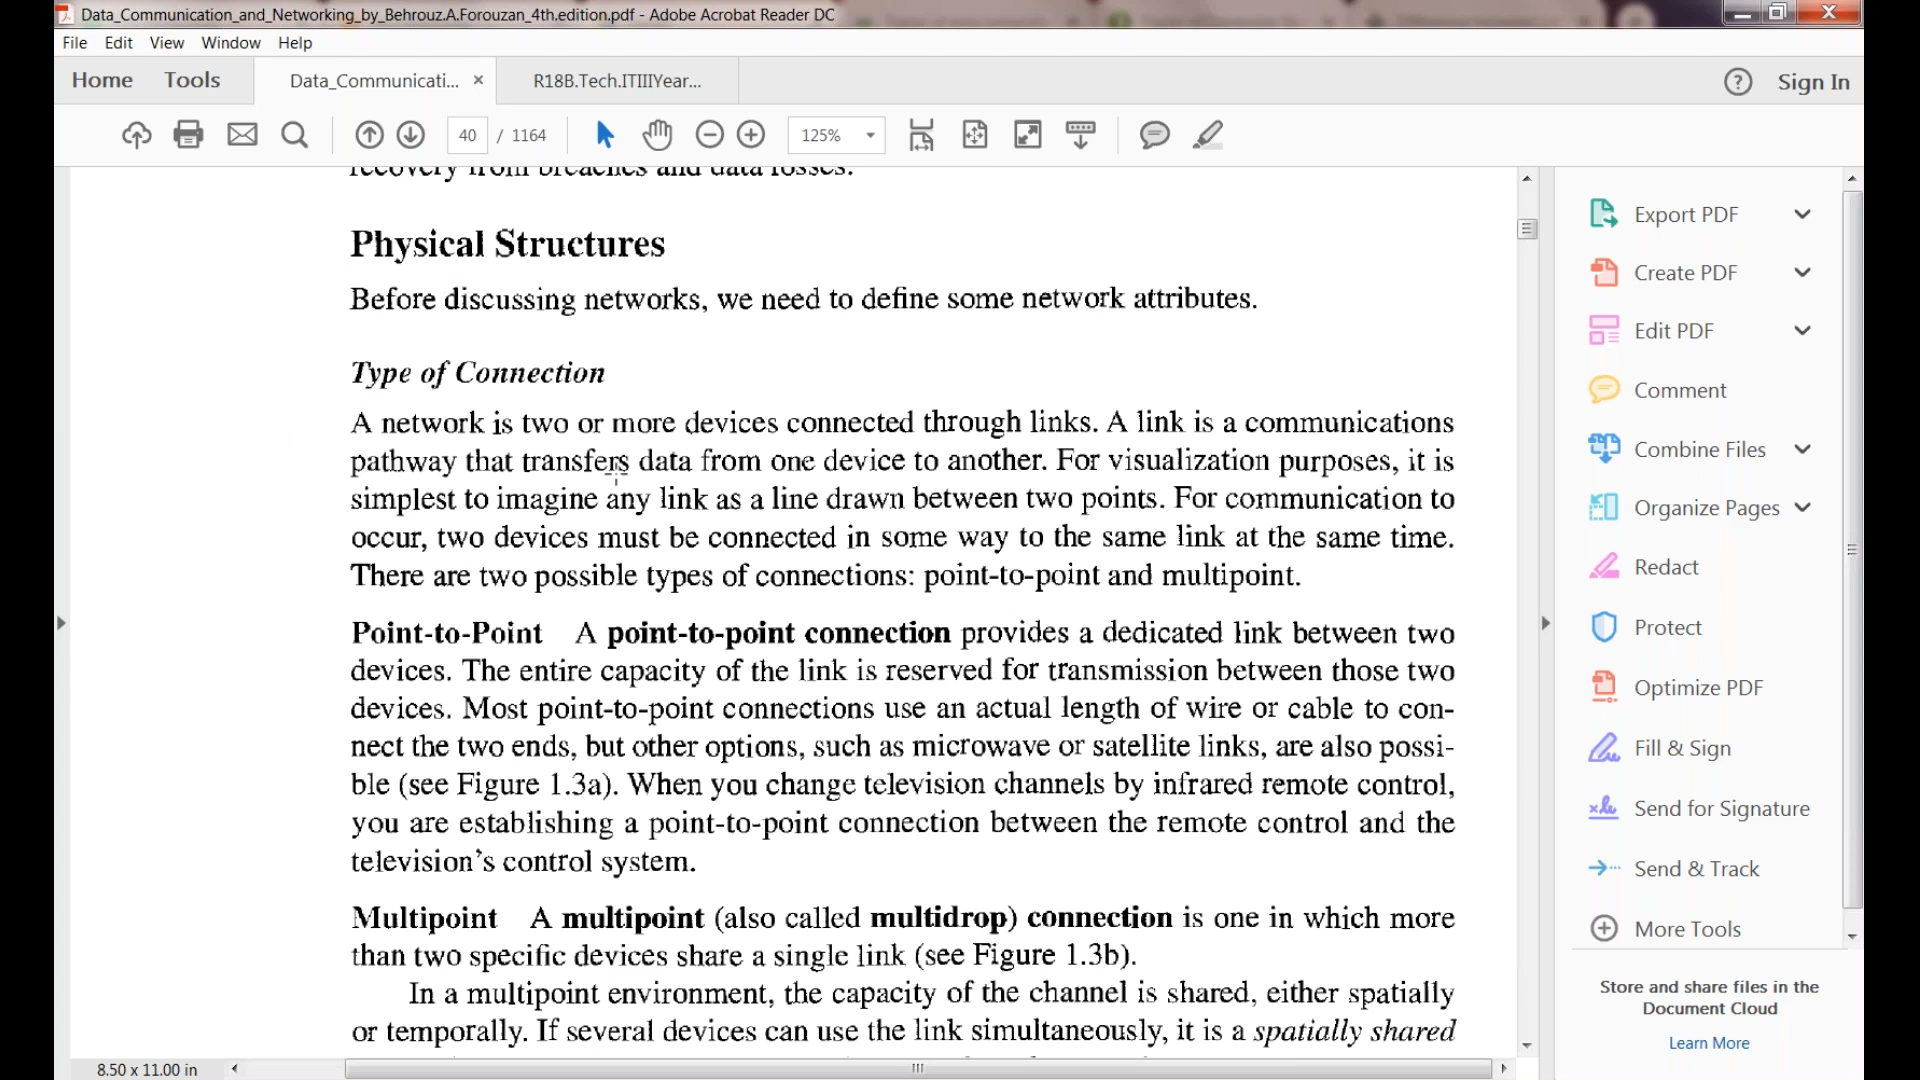 Data_Communication_and_Networking_by_Behrouz.A.Forouzan_4th.edition.pdf - Adobe Acrobat Reader DC
File Edit View Window Help
Home Tools Data_Communicati... × R18B.Tech.ITIIIYear... ? Sign In
40 / 1164 125%
recovery from breaches and data losses.
Physical Structures
Before discussing networks, we need to define some network attributes.
Type of Connection
A network is two or more devices connected through links. A link is a communications
pathway that transfers data from one device to another. For visualization purposes, it is
simplest to imagine any link as a line drawn between two points. For communication to
occur, two devices must be connected in some way to the same link at the same time.
There are two possible types of connections: point-to-point and multipoint.
Point-to-Point A point-to-point connection provides a dedicated link between two
devices. The entire capacity of the link is reserved for transmission between those two
devices. Most point-to-point connections use an actual length of wire or cable to con-
nect the two ends, but other options, such as microwave or satellite links, are also possi-
ble (see Figure 1.3a). When you change television channels by infrared remote control,
you are establishing a point-to-point connection between the remote control and the
television's control system.
Multipoint A multipoint (also called multidrop) connection is one in which more
than two specific devices share a single link (see Figure 1.3b).
In a multipoint environment, the capacity of the channel is shared, either spatially
or temporally. If several devices can use the link simultaneously, it is a spatially shared
8.50 x 11.00 in
Export PDF
Create PDF
Edit PDF
Comment
Combine Files
Organize Pages
Redact
Protect
Optimize PDF
Fill & Sign
Send for Signature
Send & Track
More Tools
Store and share files in the
Document Cloud
Learn More